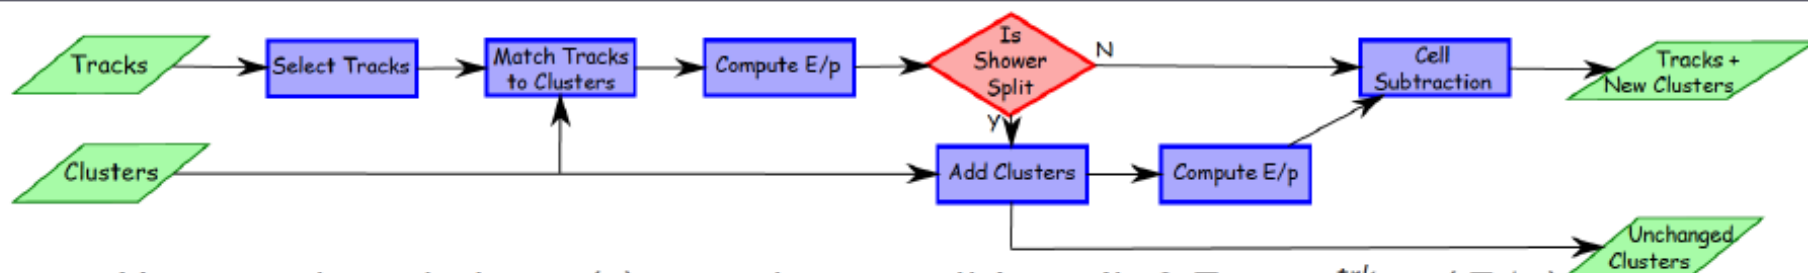 Tracks
Select Tracks
Match Tracks
to Clusters
Compute E/p
Is
Shower
Split
N
Y
Cell
Subtraction
Tracks +
New Clusters
Clusters
Add Clusters
Compute E/p
Unchanged
Clusters